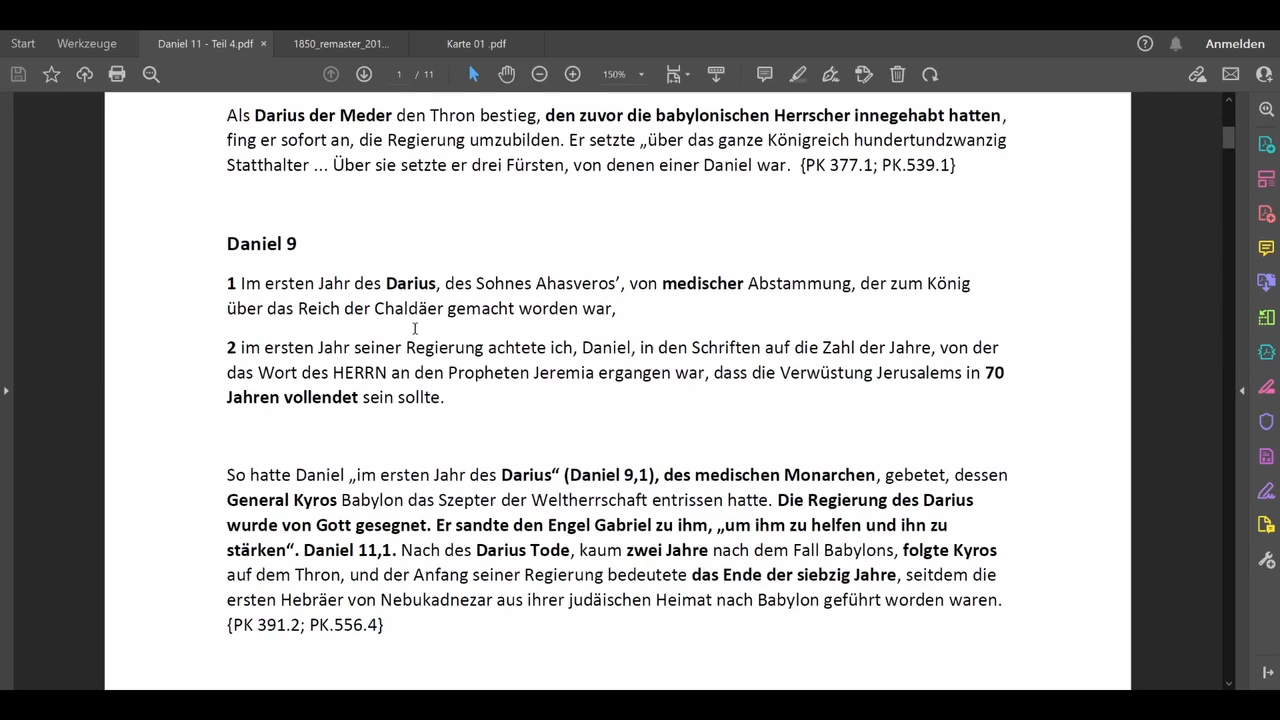 Start
Werkzeuge
Daniel 11 - Teil 4.pdf
×
1850_remaster_201...
Karte 01 .pdf
Anmelden
1 / 11
150%
Als Darius der Meder den Thron bestieg, den zuvor die babylonischen Herrscher innegehabt hatten,
fing er sofort an, die Regierung umzubilden. Er setzte „über das ganze Königreich hundertundzwanzig
Statthalter ... Über sie setzte er drei Fürsten, von denen einer Daniel war. {PK 377.1; PK.539.1}
Daniel 9
1 Im ersten Jahr des Darius, des Sohnes Ahasveros’, von medischer Abstammung, der zum König
über das Reich der Chaldäer gemacht worden war,
2 im ersten Jahr seiner Regierung achtete ich, Daniel, in den Schriften auf die Zahl der Jahre, von der
das Wort des HERRN an den Propheten Jeremia ergangen war, dass die Verwüstung Jerusalems in 70
Jahren vollendet sein sollte.
So hatte Daniel „im ersten Jahr des Darius“ (Daniel 9,1), des medischen Monarchen, gebetet, dessen
General Kyros Babylon das Szepter der Weltherrschaft entrissen hatte. Die Regierung des Darius
wurde von Gott gesegnet. Er sandte den Engel Gabriel zu ihm, „um ihm zu helfen und ihn zu
stärken“. Daniel 11,1. Nach des Darius Tode, kaum zwei Jahre nach dem Fall Babylons, folgte Kyros
auf dem Thron, und der Anfang seiner Regierung bedeutete das Ende der siebzig Jahre, seitdem die
ersten Hebräer von Nebukadnezar aus ihrer judäischen Heimat nach Babylon geführt worden waren.
{PK 391.2; PK.556.4}